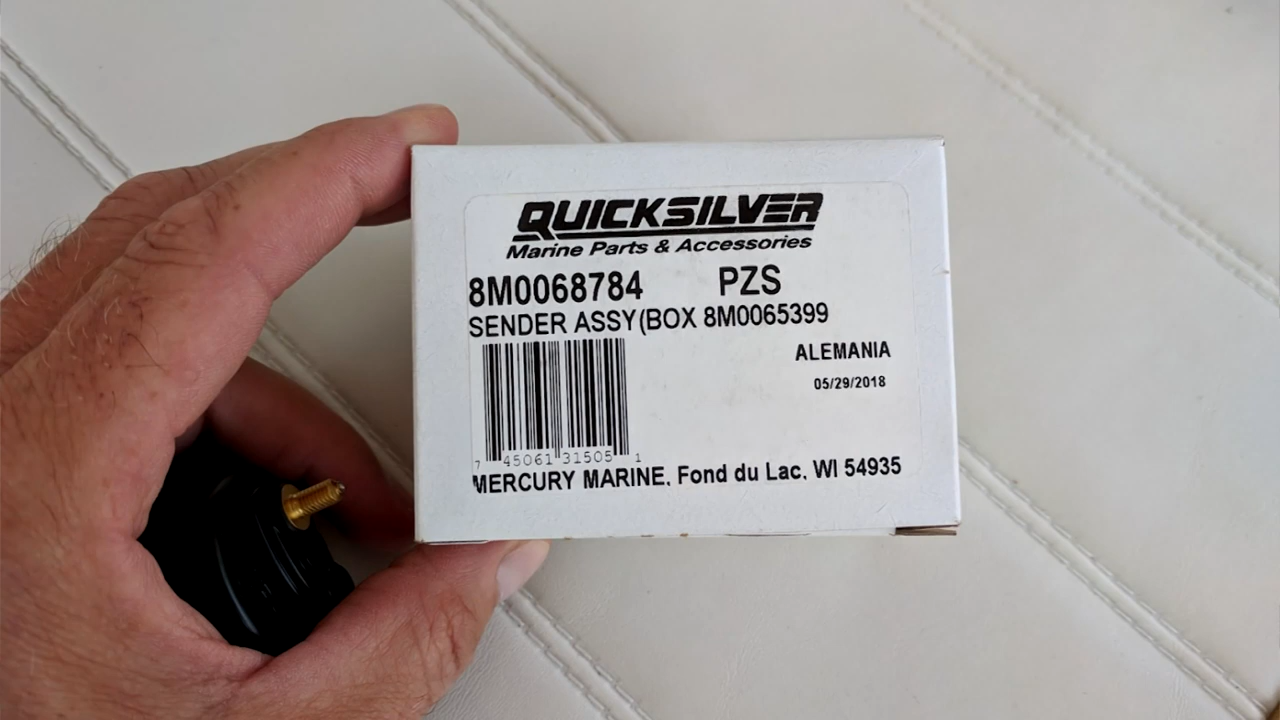 QUICKSILVER
Marine Parts & Accessories
8M0068784 PZS
SENDER ASSY(BOX 8M0065399
ALEMANIA
05/29/2018
7 45061 31505 1
MERCURY MARINE, Fond du Lac, WI 54935